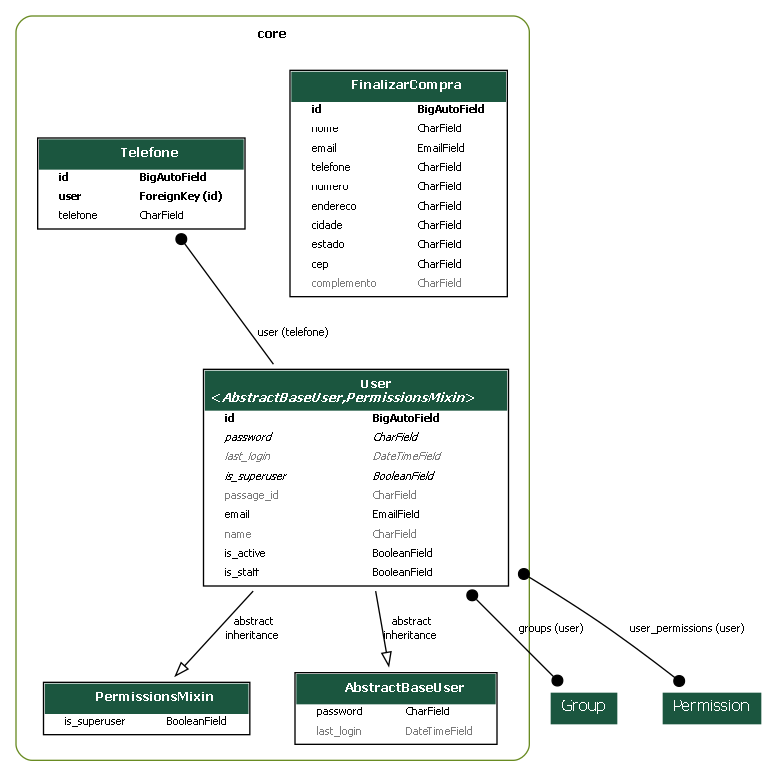 core
FinalizarCompra
id BigAutoField
nome CharField
email EmailField
telefone CharField
numero CharField
endereco CharField
cidade CharField
estado CharField
cep CharField
complemento CharField
Telefone
id BigAutoField
user ForeignKey (id)
telefone CharField
user (telefone)
User
<AbstractBaseUser,PermissionsMixin>
id BigAutoField
password CharField
last_login DateTimeField
is_superuser BooleanField
passage_id CharField
email EmailField
name CharField
is_active BooleanField
is_staff BooleanField
abstract
inheritance
abstract
inheritance
groups (user)
user_permissions (user)
PermissionsMixin
is_superuser BooleanField
AbstractBaseUser
password CharField
last_login DateTimeField
Group
Permission